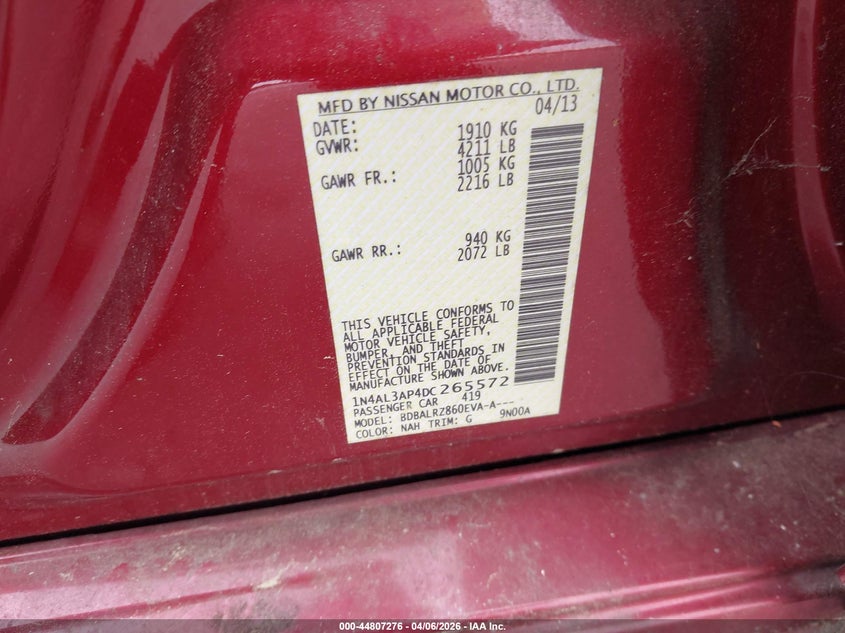 MFD BY NISSAN MOTOR CO., LTD.
DATE: 04/13
GVWR: 1910 KG
4211 LB
GAWR FR.: 1005 KG
2216 LB
GAWR RR.: 940 KG
2072 LB
THIS VEHICLE CONFORMS TO
ALL APPLICABLE FEDERAL
MOTOR VEHICLE SAFETY,
BUMPER, AND THEFT
PREVENTION STANDARDS IN
EFFECT ON THE DATE OF
MANUFACTURE SHOWN ABOVE.
1N4AL3AP4DC265572
PASSENGER CAR 419
MODEL: BDBALRZ860EVA-A---
COLOR: NAH TRIM: G 9N00A
000-44807276 - 04/06/2026 - IAA Inc.